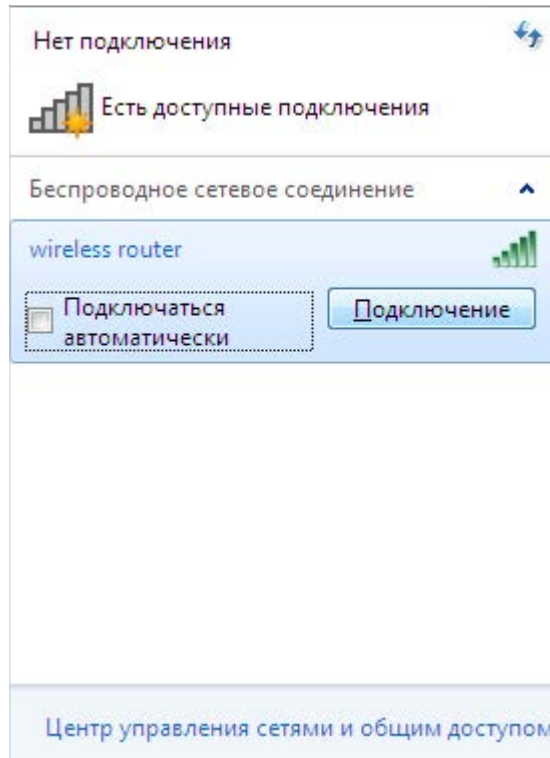 Нет подключения
Есть доступные подключения
Беспроводное сетевое соединение
wireless router
Подключаться
автоматически
Подключение
Центр управления сетями и общим доступом